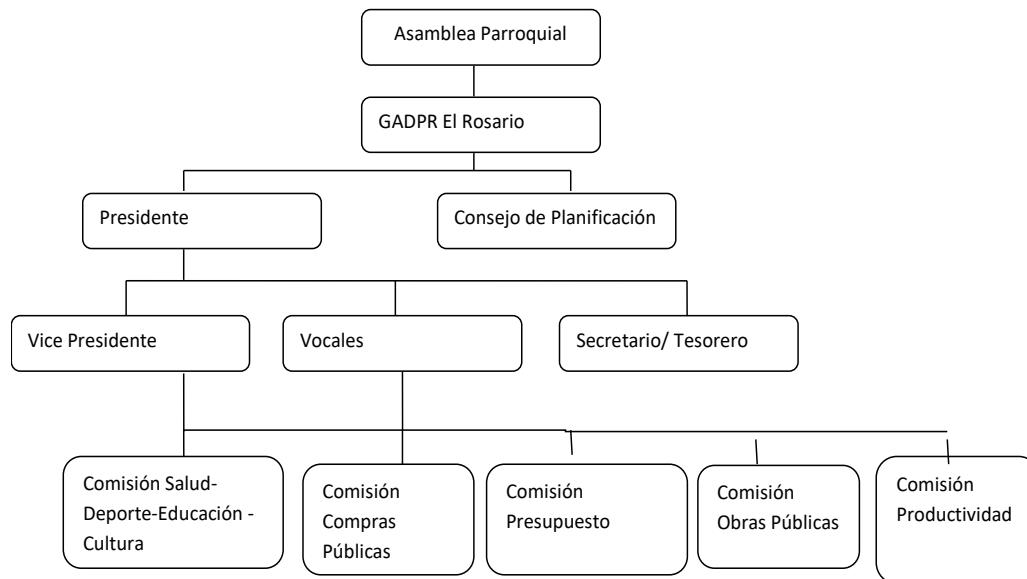 Asamblea Parroquial
GADPR El Rosario
Presidente
Consejo de Planificación
Vice Presidente
Vocales
Secretario/ Tesorero
Comisión Salud-
Deporte-Educación -
Cultura
Comisión
Compras
Públicas
Comisión
Presupuesto
Comisión
Obras Públicas
Comisión
Productividad